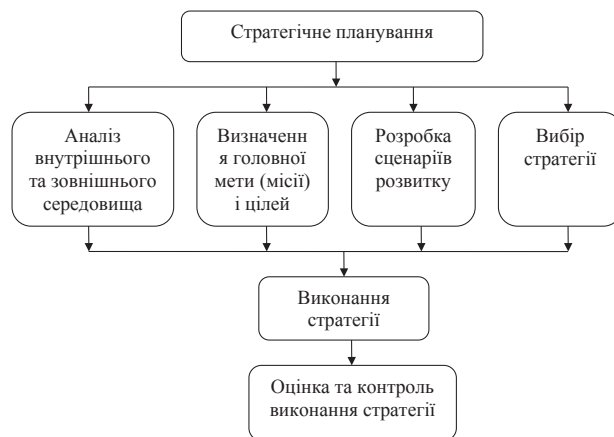 Стратегічне планування
Аналіз
внутрішнього
та зовнішнього
середовища
Визначенн
я головної
мети (місії)
і цілей
Розробка
сценаріїв
розвитку
Вибір
стратегії
Виконання
стратегії
Оцінка та контроль
виконання стратегії